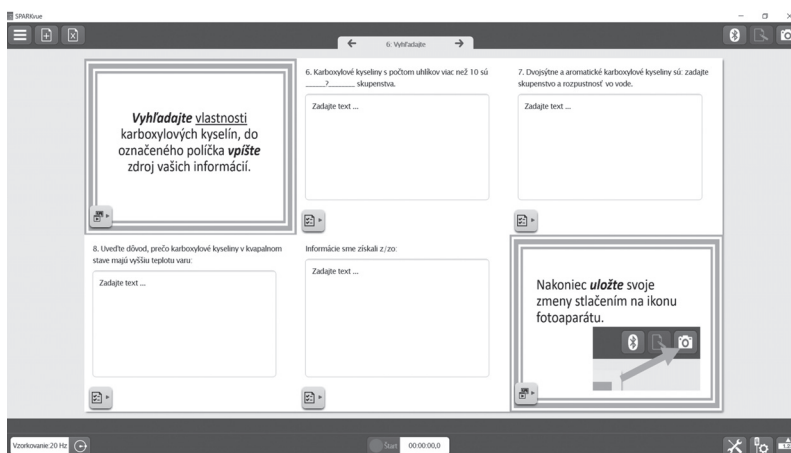 SPARKvue
6: Vyhľadajte
Vyhľadajte vlastnosti
karboxylových kyselín, do
označeného políčka vpíšte
zdroj vašich informácií.
6. Karboxylové kyseliny s počtom uhlíkov viac než 10 sú
_____?_______ skupenstva.
Zadajte text ...
7. Dvojsýtne a aromatické karboxylové kyseliny sú: zadajte
skupenstvo a rozpustnosť vo vode.
Zadajte text ...
8. Uveďte dôvod, prečo karboxylové kyseliny v kvapalnom
stave majú vyššiu teplotu varu:
Zadajte text ...
Informácie sme získali z/zo:
Zadajte text ...
Nakoniec uložte svoje
zmeny stlačením na ikonu
fotoaparátu.
Vzorkovanie:20 Hz
Štart
00:00:00,0